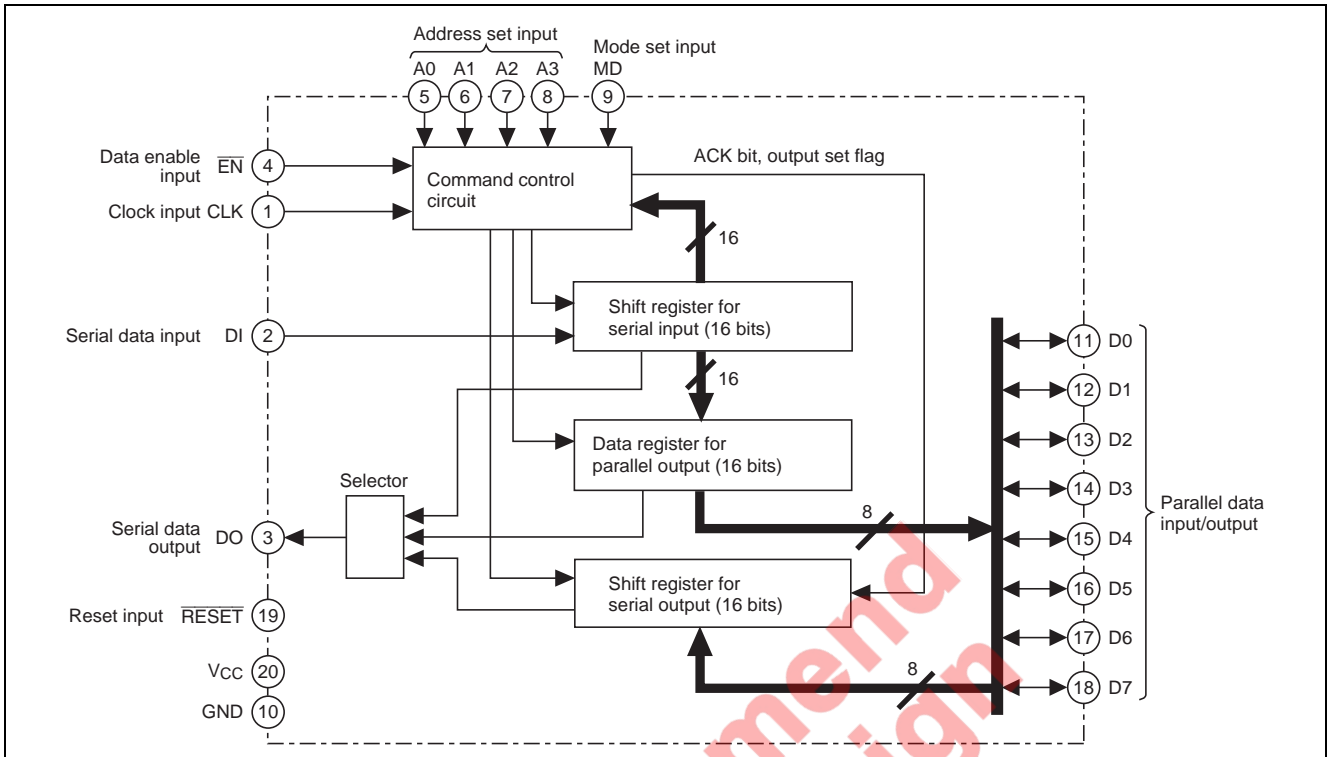 Address set input
Mode set input
A0 A1 A2 A3 MD
5 6 7 8 9
Data enable
input
EN 4
Command control
circuit
ACK bit, output set flag
Clock input CLK 1
16
Shift register for
serial input (16 bits)
Serial data input DI 2
16
Data register for
parallel output (16 bits)
Selector
8
Serial data
output
DO 3
Shift register for
serial output (16 bits)
Reset input RESET 19
8
VCC 20
GND 10
11 D0
12 D1
13 D2
14 D3
15 D4
16 D5
17 D6
18 D7
Parallel data
input/output
mend
sign